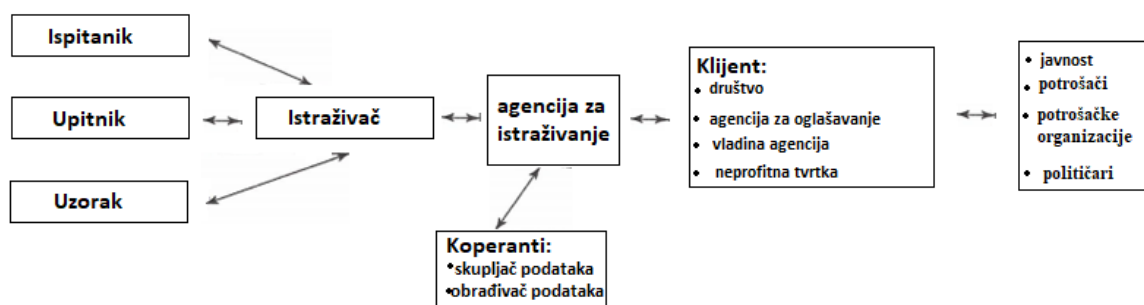 Ispitanik
Upitnik
Uzorak
Istraživač
agencija za
istraživanje
Koperanti:
•skupljač podataka
•obrađivač podataka
Klijent:
• društvo
• agencija za oglašavanje
• vladina agencija
• neprofitna tvrtka
• javnost
• potrošači
• potrošačke
organizacije
• političari